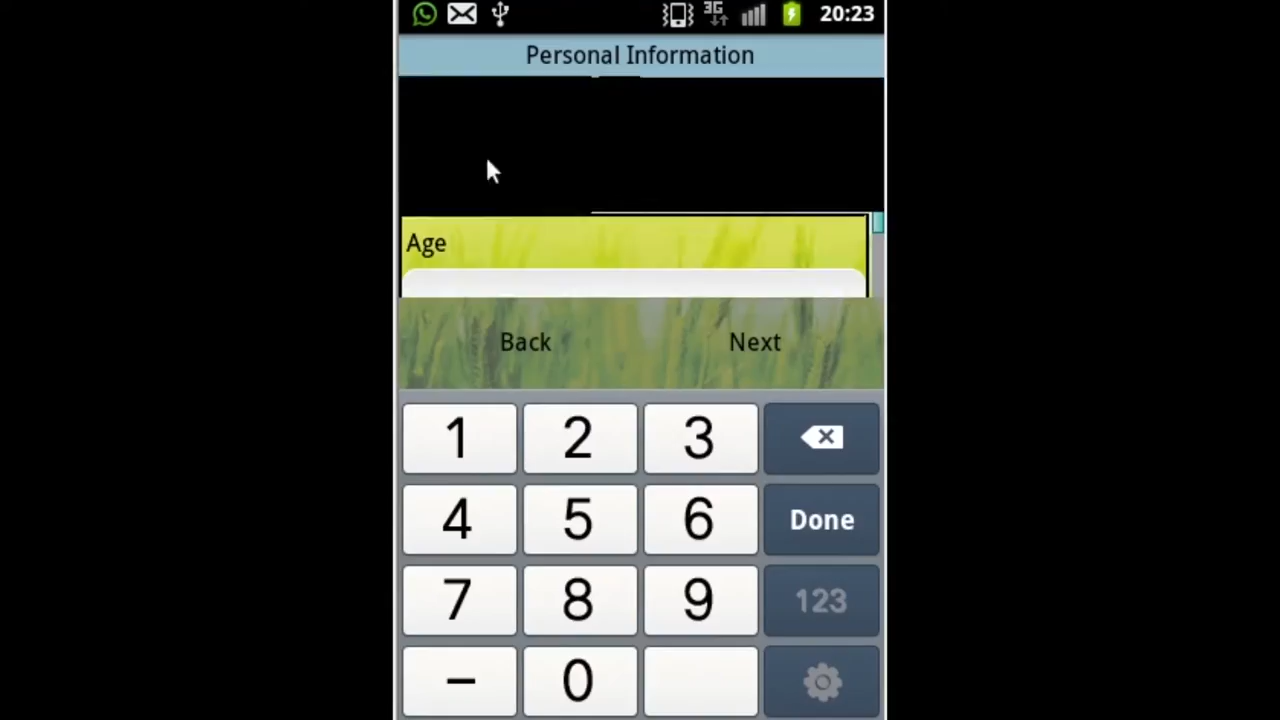 3G 20:23
Personal Information
Age
Back Next
1 2 3
4 5 6 Done
7 8 9 123
- 0